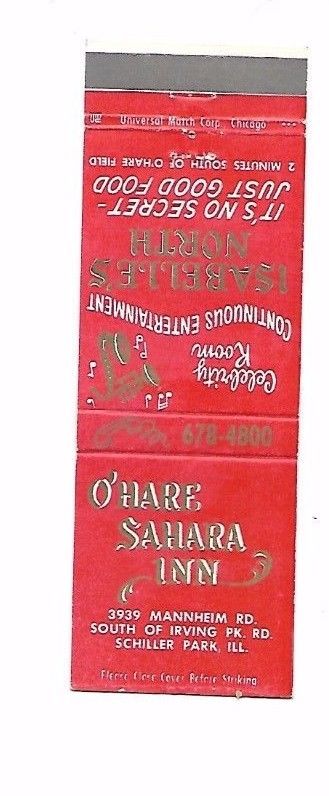 Universal Match Corp., Chicago
2 MINUTES SOUTH OF O'HARE FIELD
IT'S NO SECRET-
JUST GOOD FOOD
ISABELLE'S
NORTH
CONTINUOUS ENTERTAINMENT
Celebrity
Room
678-4800
O'HARE
SAHARA
INN
3939 MANNHEIM RD.
SOUTH OF IRVING PK. RD.
SCHILLER PARK, ILL.
Please Close Cover Before Striking